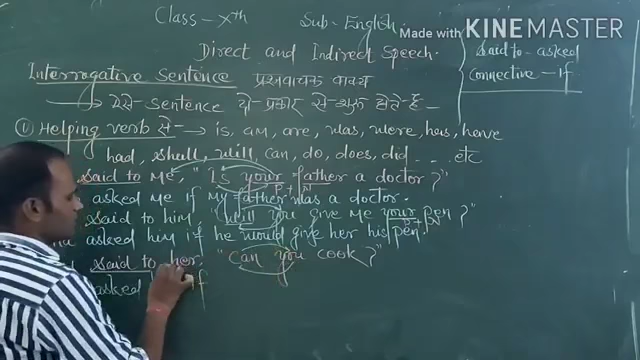 Class-Xth Sub-English
Made with KINEMASTER
Direct and Indirect Speech.
Said to - asked
Connective - If
Interrogative Sentence प्रश्नवाचक वाक्य
→ ऐसे Sentence दो प्रकार से शुरू होते हैं-
① Helping verb से → is, am, are, was, were, has, have
had, shall, will can, do, does, did .... etc
Said to Me, "Is your father a doctor?"
P+N
asked me if my father was a doctor.
Said to him, "will you give me your Pen?"
P+N
asked him if he would give her his pen.
Said to her, "Can you cook?"
asked if